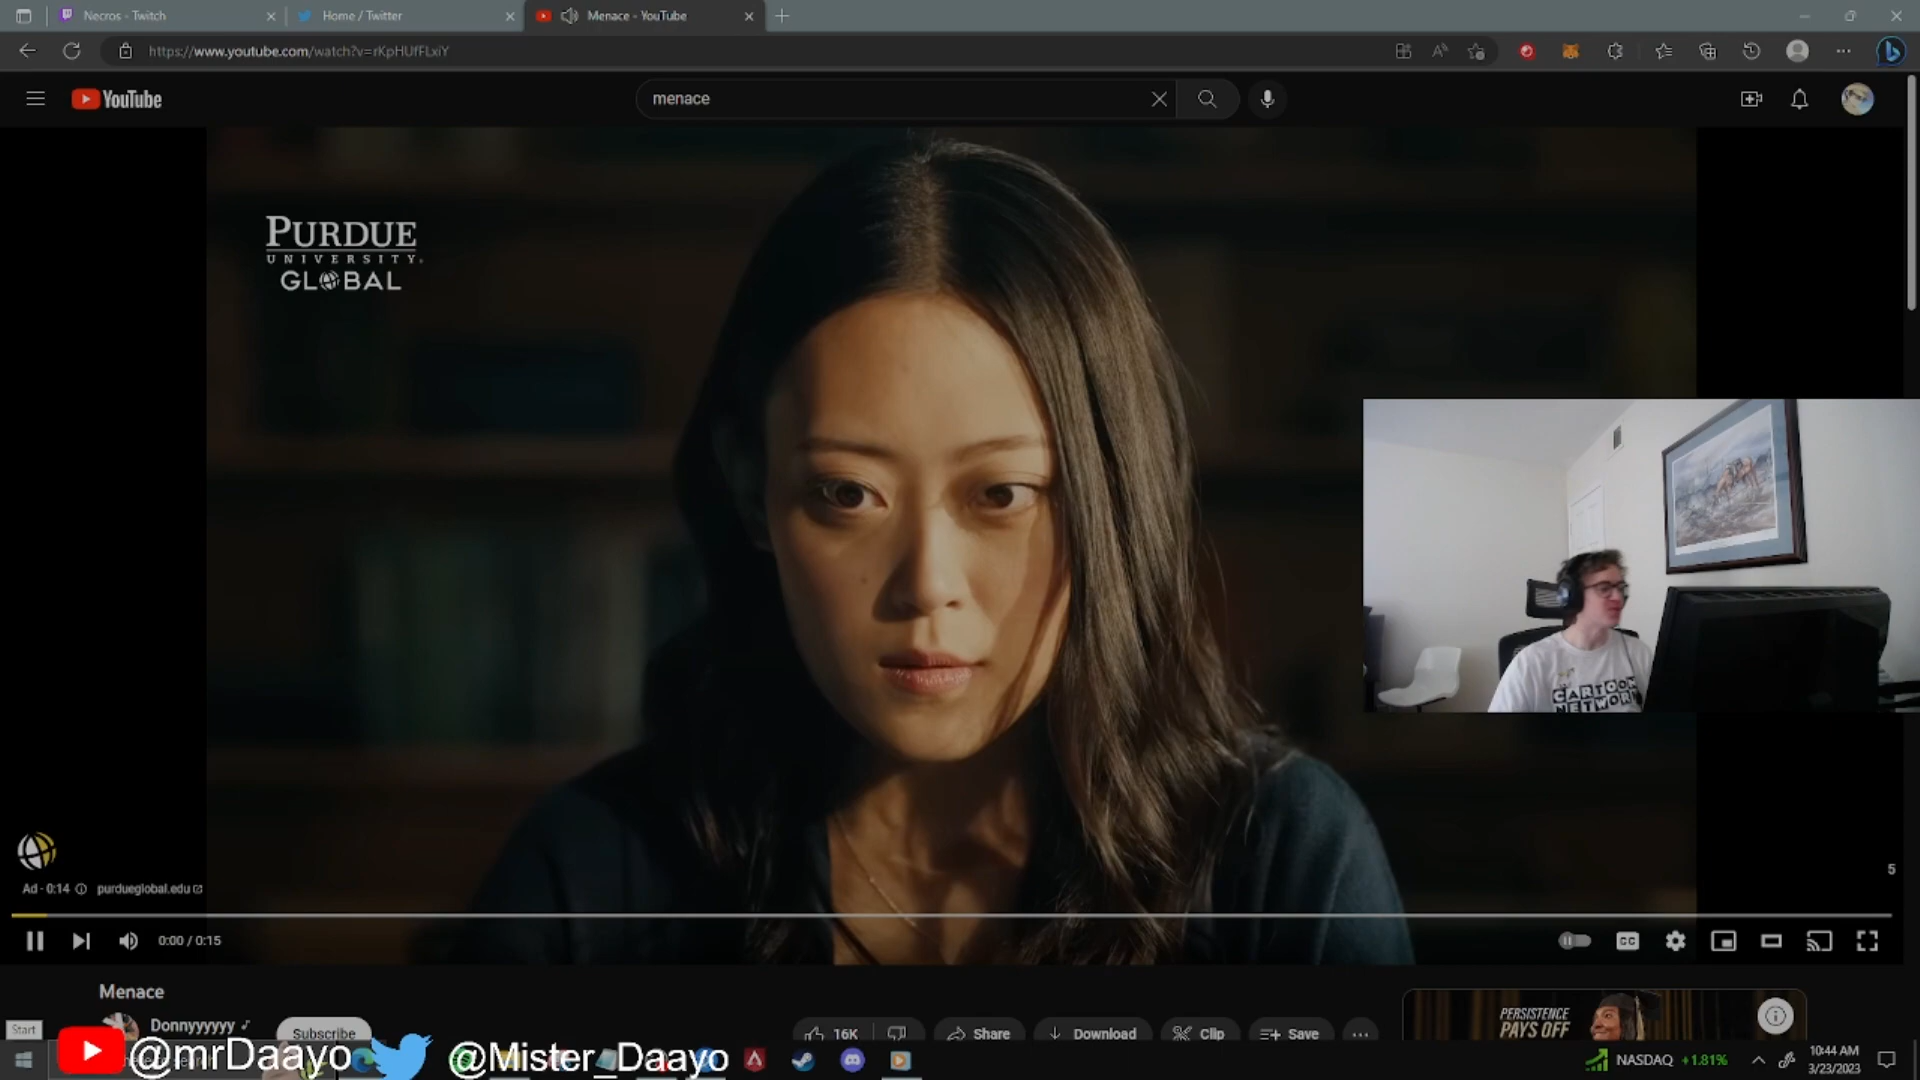 Necros - Twitch
Home / Twitter
Menace - YouTube
https://www.youtube.com/watch?v=rKpHUfFLxiY
YouTube
menace
PURDUE
UNIVERSITY
GLOBAL
CARTOON
NETWORK
Ad - 0:14
purdueglobal.edu
5
0:00 / 0:15
CC
Menace
Donnyyyyyy
Subscribe
16K
Share
Download
Clip
Save
PERSISTENCE
PAYS OFF
Start
@mrDaayo
@Mister_Daayo
NASDAQ +1.81%
10:44 AM
3/23/2023